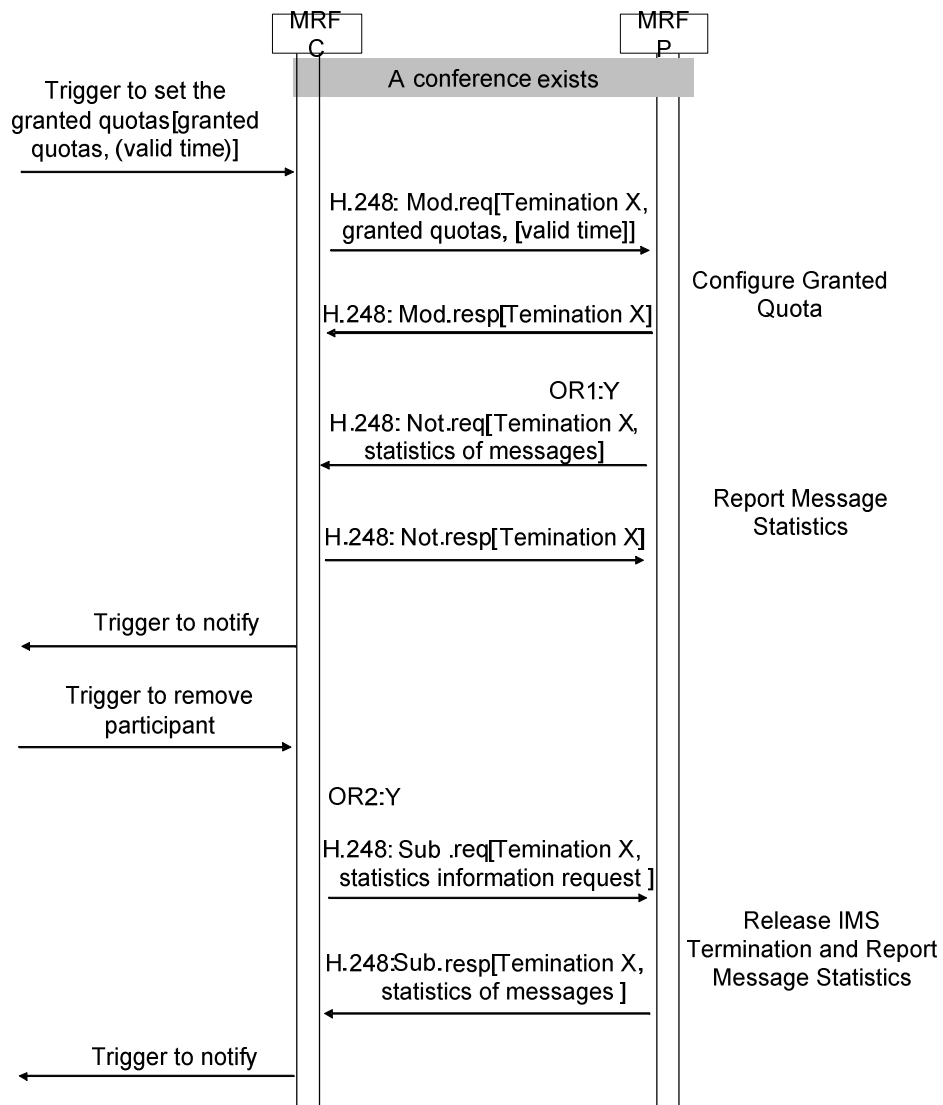 MRF
C
MRF
P
A conference exists
Trigger to set the
granted quotas[granted
quotas, (valid time)]
H.248: Mod.req[Temination X,
granted quotas, [valid time]]
Configure Granted
Quota
H.248: Mod.resp[Temination X]
OR1:Y
H.248: Not.req[Temination X,
statistics of messages]
Report Message
Statistics
H.248: Not.resp[Temination X]
Trigger to notify
Trigger to remove
participant
OR2:Y
H.248: Sub .req[Temination X,
statistics information request ]
Release IMS
Termination and Report
Message Statistics
H.248:Sub.resp[Temination X,
statistics of messages ]
Trigger to notify